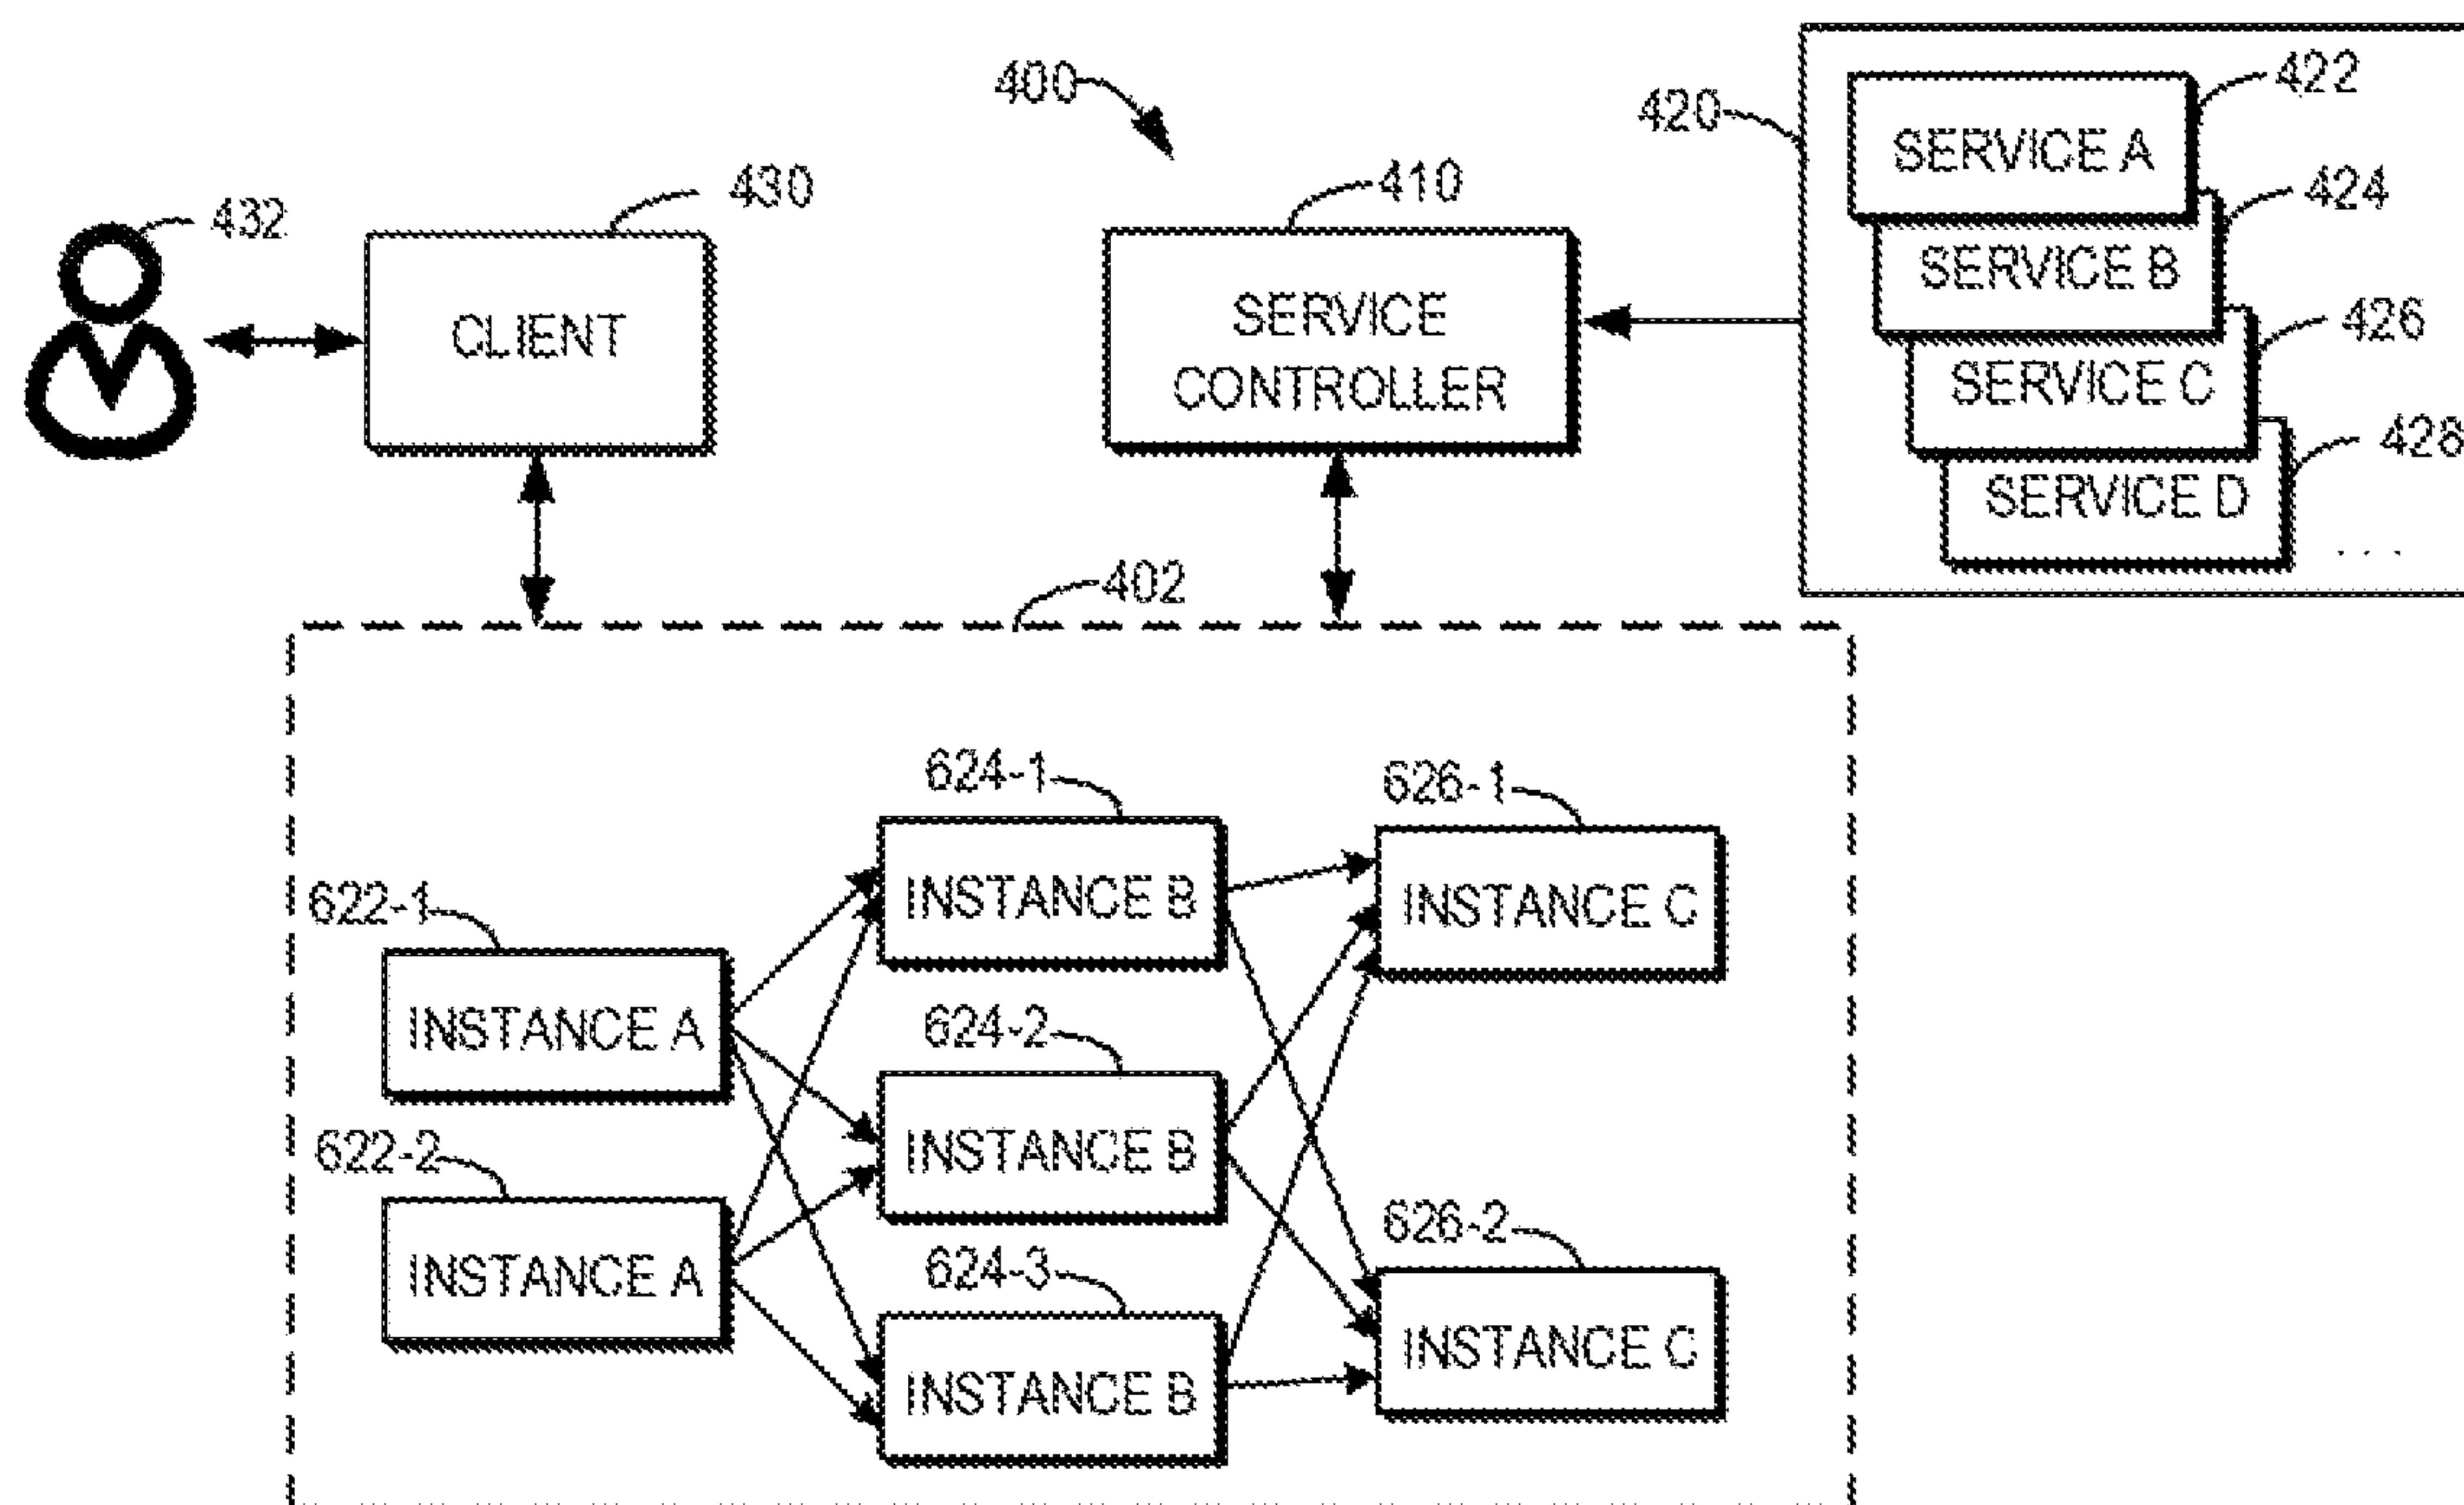 400
420
422
SERVICE A
424
SERVICE B
426
SERVICE C
428
SERVICE D
...
432
430
CLIENT
410
SERVICE
CONTROLLER
402
624-1
INSTANCE B
626-1
INSTANCE C
622-1
INSTANCE A
624-2
INSTANCE B
622-2
INSTANCE A
624-3
INSTANCE B
626-2
INSTANCE C